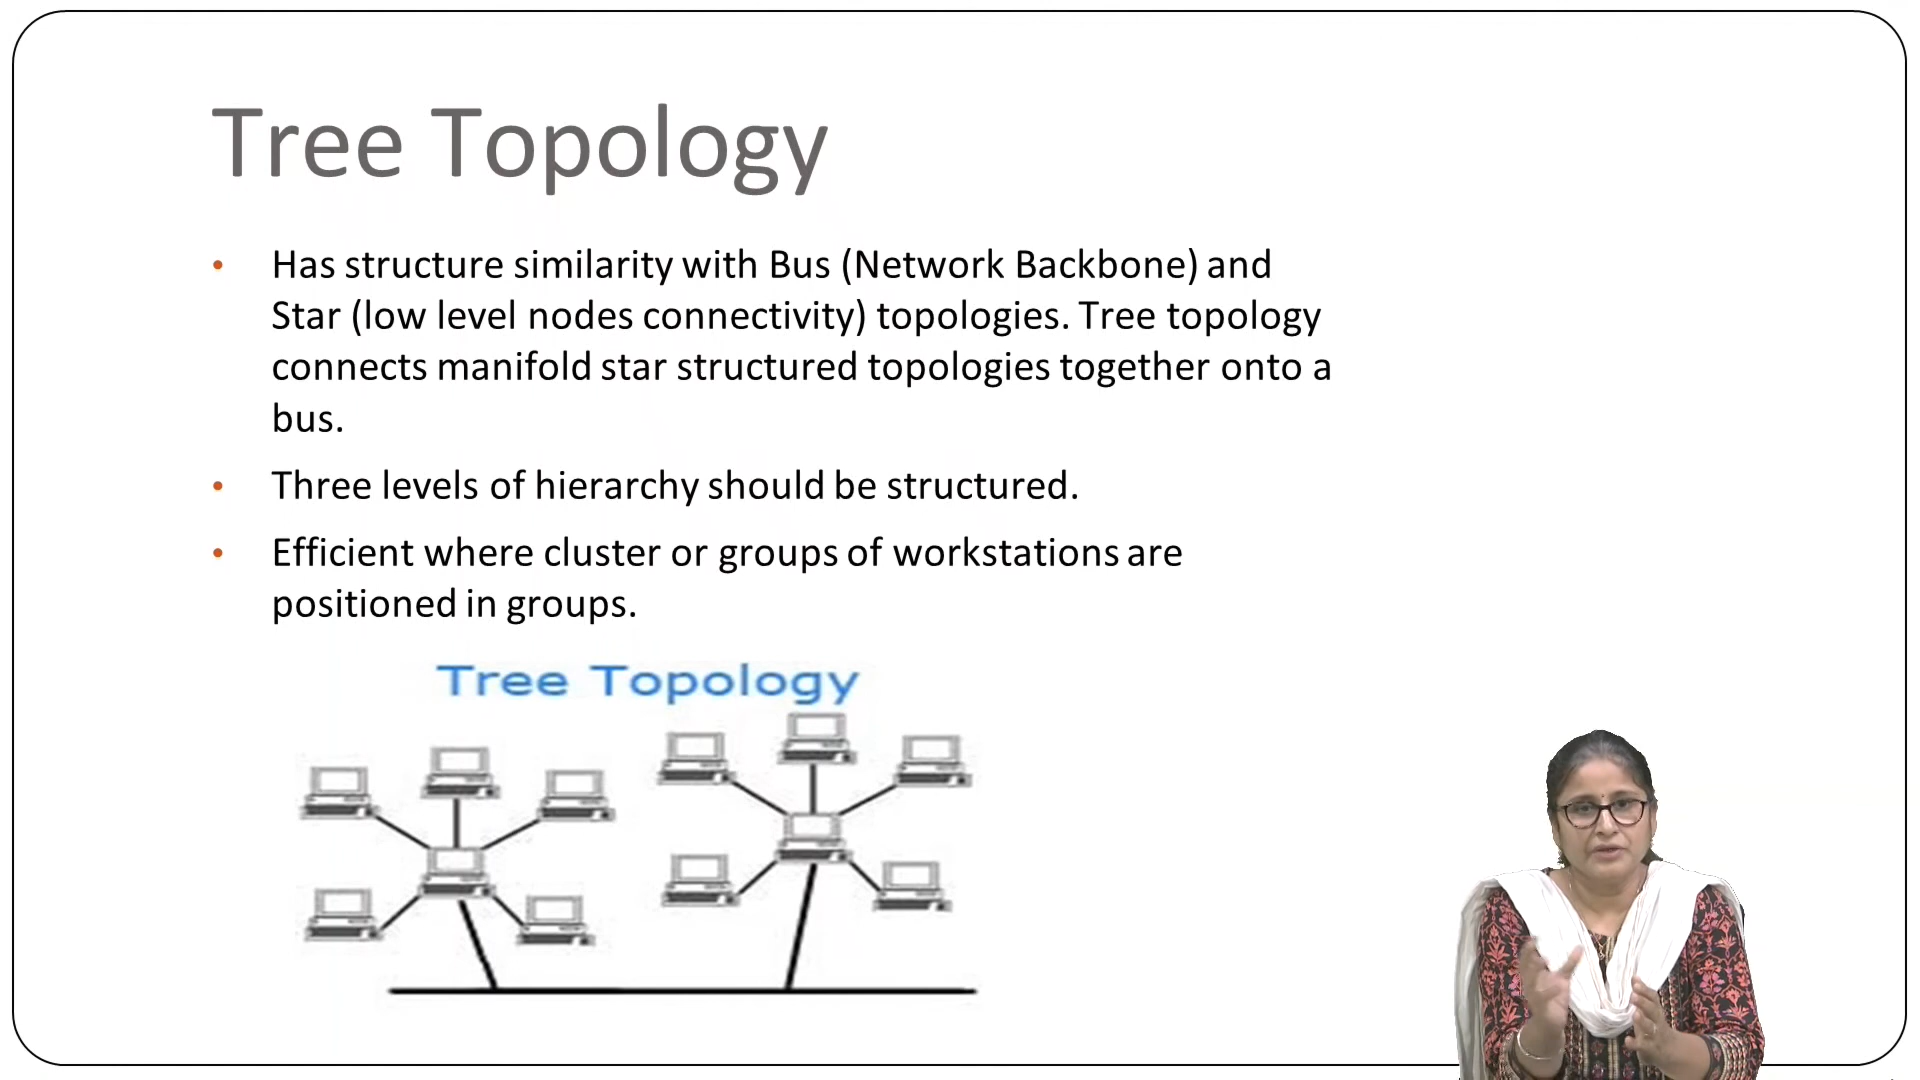 Tree Topology
• Has structure similarity with Bus (Network Backbone) and
Star (low level nodes connectivity) topologies. Tree topology
connects manifold star structured topologies together onto a
bus.
• Three levels of hierarchy should be structured.
• Efficient where cluster or groups of workstations are
positioned in groups.
Tree Topology